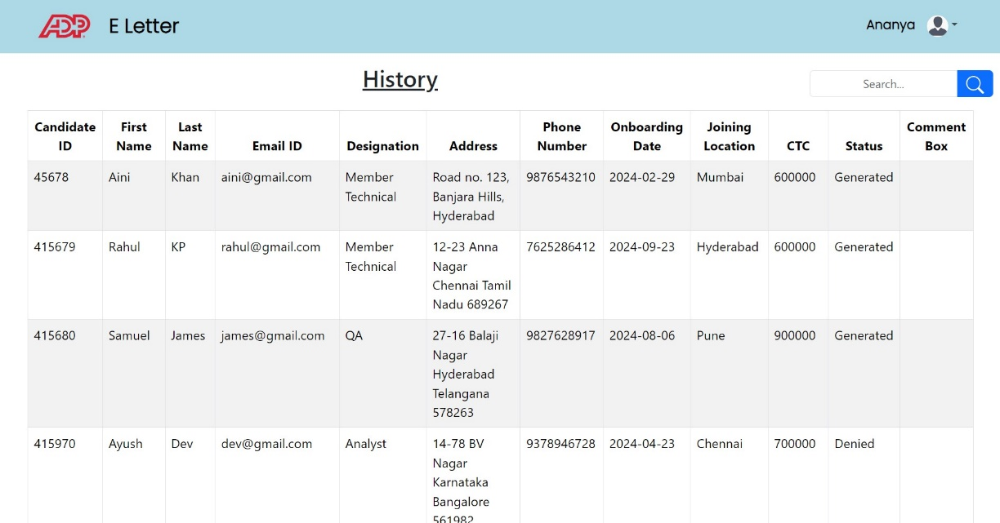 ADP E Letter Ananya
History
Search...
Candidate ID First Name Last Name Email ID Designation Address Phone Number Onboarding Date Joining Location CTC Status Comment Box
45678 Aini Khan aini@gmail.com Member Technical Road no. 123, Banjara Hills, Hyderabad 9876543210 2024-02-29 Mumbai 600000 Generated
415679 Rahul KP rahul@gmail.com Member Technical 12-23 Anna Nagar Chennai Tamil Nadu 689267 7625286412 2024-09-23 Hyderabad 600000 Generated
415680 Samuel James james@gmail.com QA 27-16 Balaji Nagar Hyderabad Telangana 578263 9827628917 2024-08-06 Pune 900000 Generated
415970 Ayush Dev dev@gmail.com Analyst 14-78 BV Nagar Karnataka Bangalore 561982 9378946728 2024-04-23 Chennai 700000 Denied